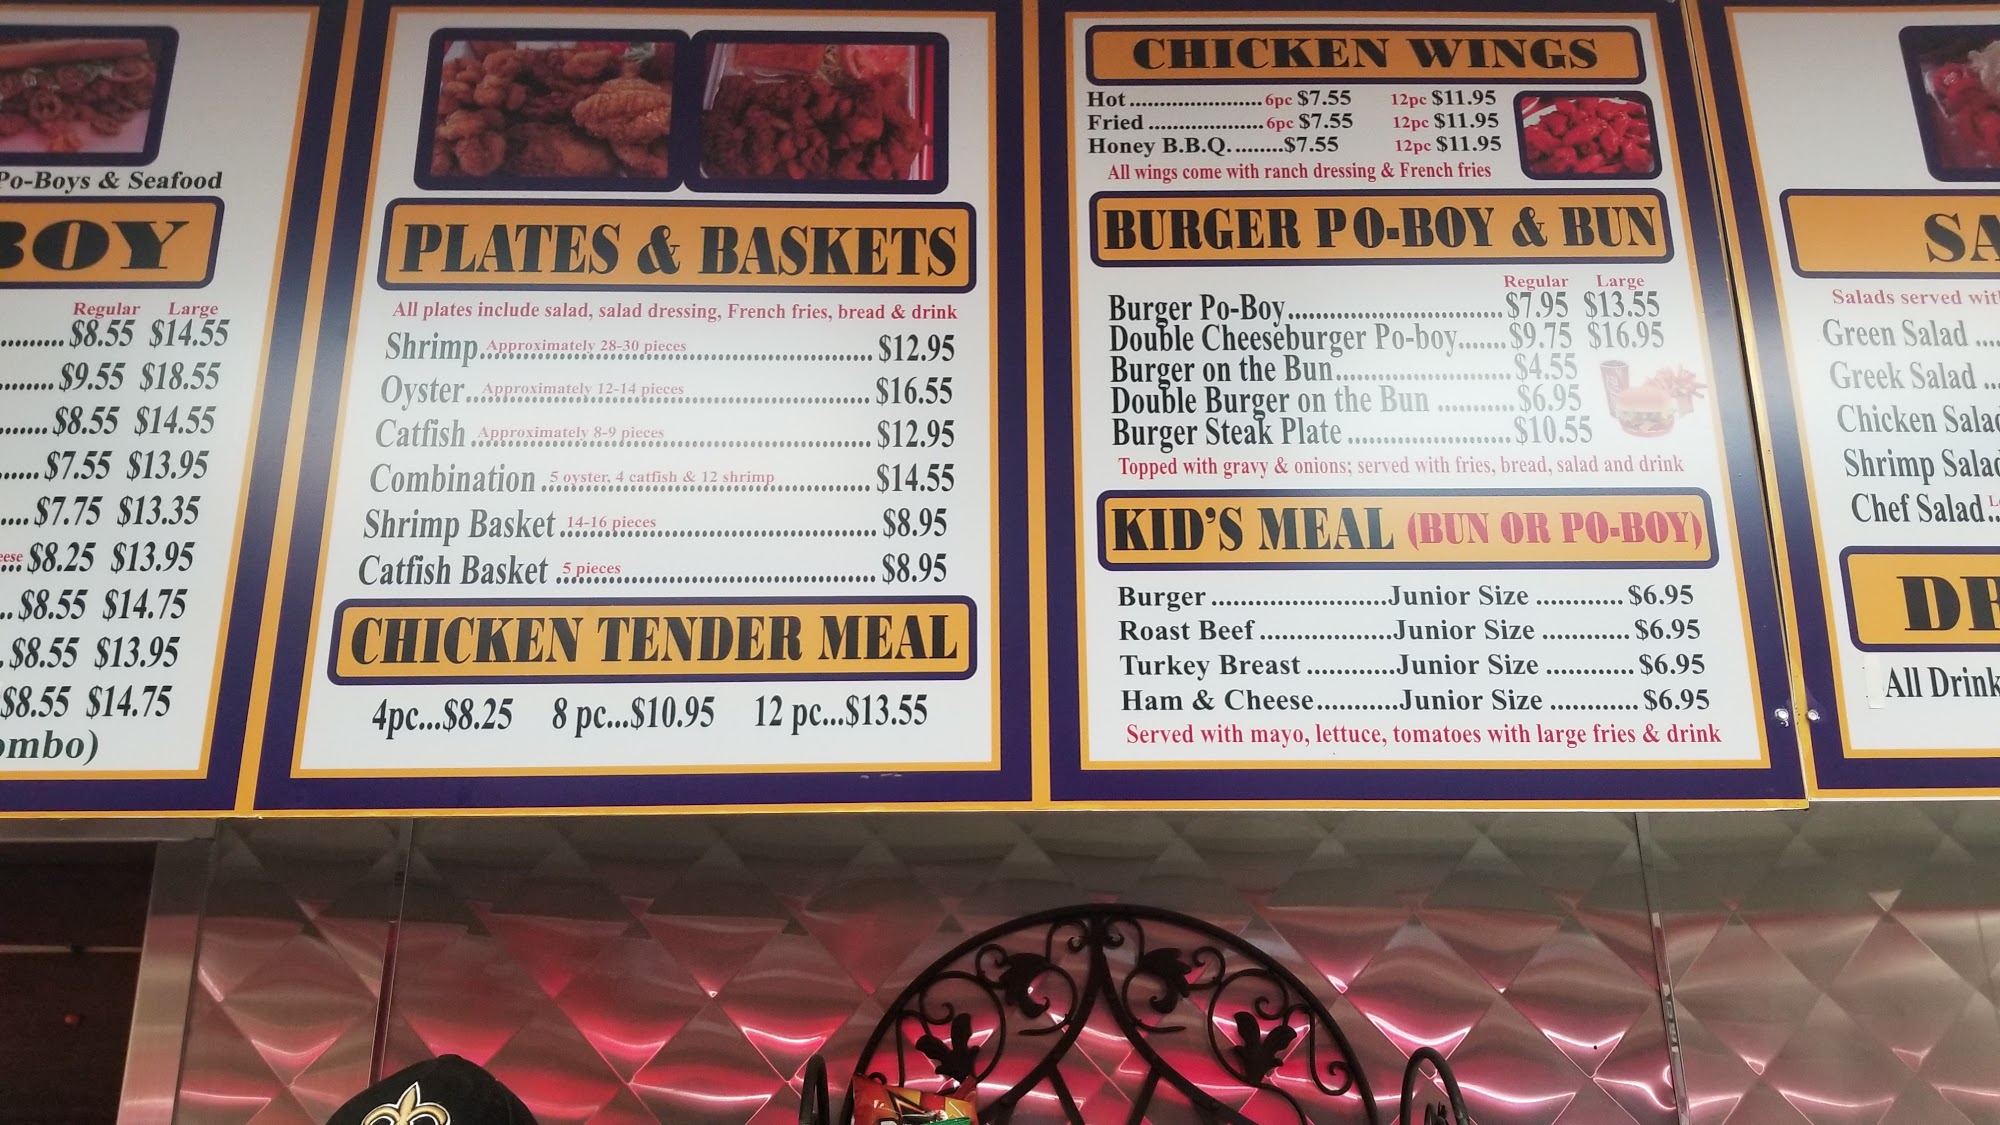 Po-Boys & Seafood
BOY
Regular Large
.......... $8.55 $14.55
......... $9.55 $18.55
........ $8.55 $14.55
...... $7.55 $13.95
.... $7.75 $13.35
... $8.25 $13.95
.. $8.55 $14.75
. $8.55 $13.95
$8.55 $14.75
ombo)
PLATES & BASKETS
All plates include salad, salad dressing, French fries, bread & drink
Shrimp Approximately 28-30 pieces $12.95
Oyster Approximately 12-14 pieces $16.55
Catfish Approximately 8-9 pieces $12.95
Combination 5 oyster, 4 catfish & 12 shrimp $14.55
Shrimp Basket 14-16 pieces $8.95
Catfish Basket 5 pieces $8.95
CHICKEN TENDER MEAL
4pc...$8.25 8 pc...$10.95 12 pc...$13.55
CHICKEN WINGS
Hot ...................... 6pc $7.55 12pc $11.95
Fried ................... 6pc $7.55 12pc $11.95
Honey B.B.Q. ........$7.55 12pc $11.95
All wings come with ranch dressing & French fries
BURGER PO-BOY & BUN
Regular Large
Burger Po-Boy.................................... $7.95 $13.55
Double Cheeseburger Po-boy........ $9.75 $16.95
Burger on the Bun............................. $4.55
Double Burger on the Bun ............ $6.95
Burger Steak Plate ........................... $10.55
Topped with gravy & onions; served with fries, bread, salad and drink
KID'S MEAL (BUN OR PO-BOY)
Burger ........................Junior Size ............ $6.95
Roast Beef ..................Junior Size ............ $6.95
Turkey Breast ............Junior Size ............ $6.95
Ham & Cheese...........Junior Size ............ $6.95
Served with mayo, lettuce, tomatoes with large fries & drink
SA
Salads served with
Green Salad ....
Greek Salad ...
Chicken Salad
Shrimp Salad
Chef Salad ..
DR
All Drink